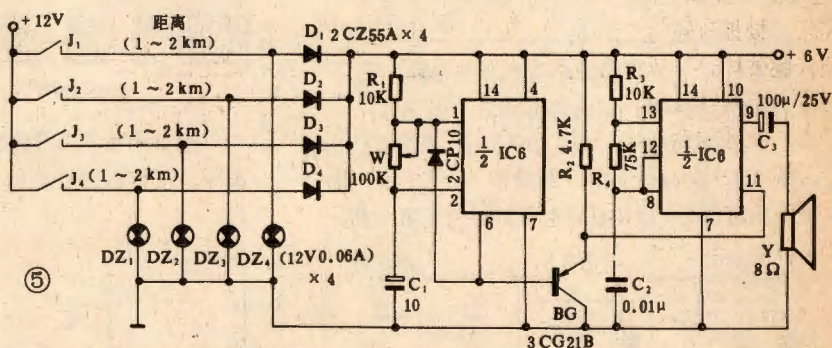 +12V
距离
J₁ (1~2km)
D₁ 2CZ55A×4
+6V
J₂ (1~2km)
D₂
J₃ (1~2km)
D₃
J₄ (1~2km)
D₄
R₁
10K
W
100K
CP10
1
2
2
14
4
½ IC6
6
7
R₂ 4.7K
R₃
10K
R₄
75K
13
12
8
14
10
½ IC6
9
11
7
100μ/25V
C₃
Y
8Ω
DZ₁
DZ₂
DZ₃
DZ₄
(12V0.06A)
×4
C₁
10
BG
3CG21B
C₂
0.01μ
⑤